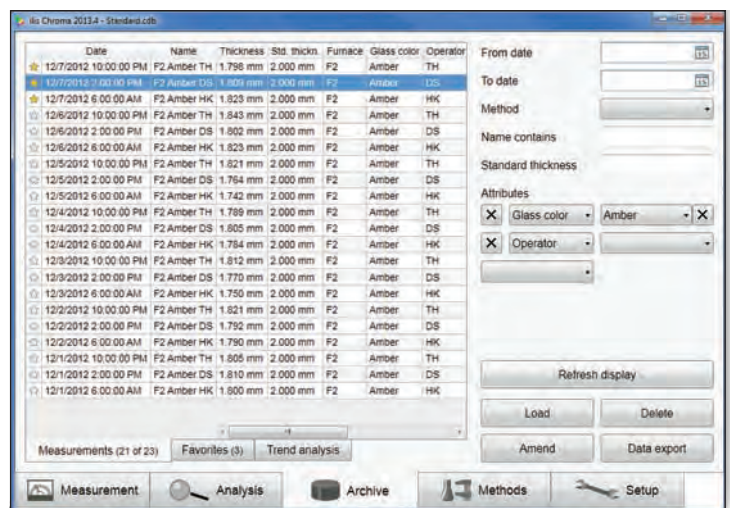 ilis Chroma 2013.4 - Standard.cdb
Date Name Thickness Std. thickn. Furnace Glass color Operator
12/7/2012 10:00:00 PM F2 Amber TH 1.798 mm 2.000 mm F2 Amber TH
12/7/2012 2:00:00 PM F2 Amber DS 1.809 mm 2.000 mm F2 Amber DS
12/7/2012 6:00:00 AM F2 Amber HK 1.823 mm 2.000 mm F2 Amber HK
12/6/2012 10:00:00 PM F2 Amber TH 1.843 mm 2.000 mm F2 Amber TH
12/6/2012 2:00:00 PM F2 Amber DS 1.802 mm 2.000 mm F2 Amber DS
12/6/2012 6:00:00 AM F2 Amber HK 1.823 mm 2.000 mm F2 Amber HK
12/5/2012 10:00:00 PM F2 Amber TH 1.821 mm 2.000 mm F2 Amber TH
12/5/2012 2:00:00 PM F2 Amber DS 1.764 mm 2.000 mm F2 Amber DS
12/5/2012 6:00:00 AM F2 Amber HK 1.742 mm 2.000 mm F2 Amber HK
12/4/2012 10:00:00 PM F2 Amber TH 1.789 mm 2.000 mm F2 Amber TH
12/4/2012 2:00:00 PM F2 Amber DS 1.805 mm 2.000 mm F2 Amber DS
12/4/2012 6:00:00 AM F2 Amber HK 1.784 mm 2.000 mm F2 Amber HK
12/3/2012 10:00:00 PM F2 Amber TH 1.812 mm 2.000 mm F2 Amber TH
12/3/2012 2:00:00 PM F2 Amber DS 1.770 mm 2.000 mm F2 Amber DS
12/3/2012 6:00:00 AM F2 Amber HK 1.750 mm 2.000 mm F2 Amber HK
12/2/2012 10:00:00 PM F2 Amber TH 1.821 mm 2.000 mm F2 Amber TH
12/2/2012 2:00:00 PM F2 Amber DS 1.792 mm 2.000 mm F2 Amber DS
12/2/2012 6:00:00 AM F2 Amber HK 1.790 mm 2.000 mm F2 Amber HK
12/1/2012 10:00:00 PM F2 Amber TH 1.805 mm 2.000 mm F2 Amber TH
12/1/2012 2:00:00 PM F2 Amber DS 1.810 mm 2.000 mm F2 Amber DS
12/1/2012 6:00:00 AM F2 Amber HK 1.800 mm 2.000 mm F2 Amber HK
Measurements (21 of 23) Favorites (3) Trend analysis
From date 15
To date 15
Method
Name contains
Standard thickness
Attributes
Glass color Amber
Operator
Refresh display
Load Delete
Amend Data export
Measurement Analysis Archive Methods Setup